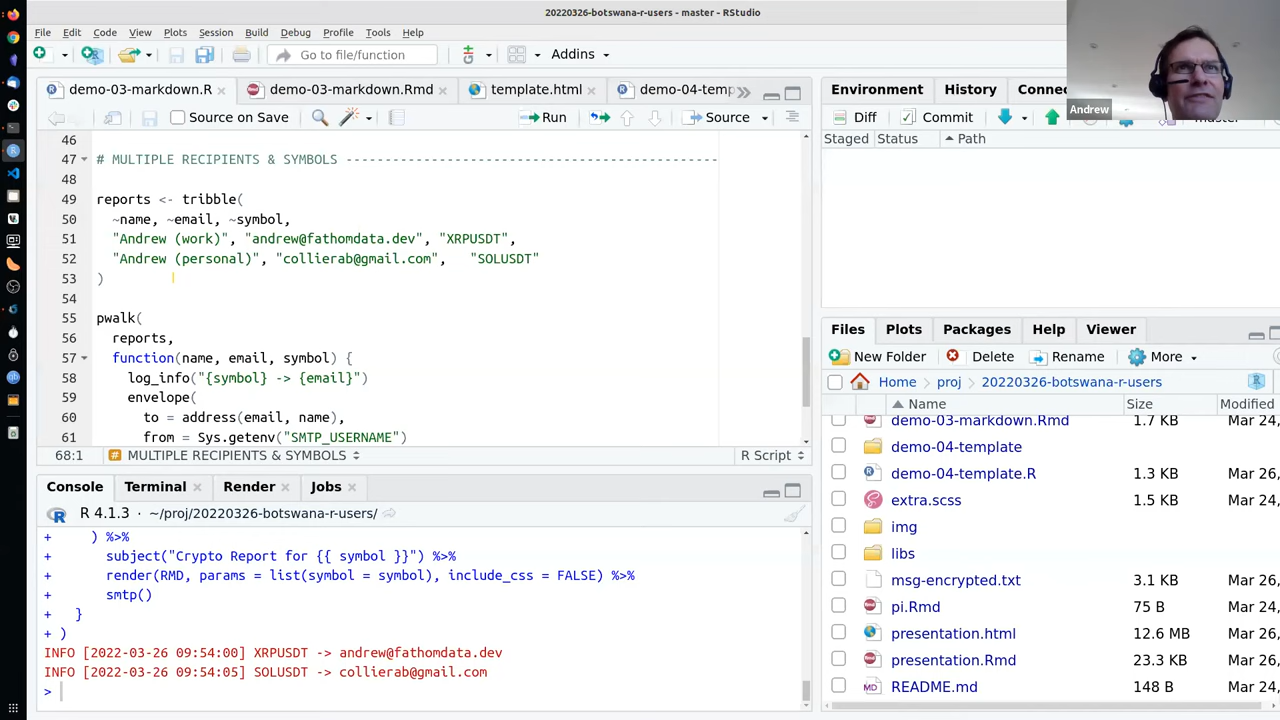 20220326-botswana-r-users - master - RStudio
File Edit Code View Plots Session Build Debug Profile Tools Help
Go to file/function Addins
demo-03-markdown.R demo-03-markdown.Rmd template.html demo-04-temp
Source on Save Run Source
46
47 # MULTIPLE RECIPIENTS & SYMBOLS -----------------------------------------------
48
49 reports <- tribble(
50 ~name, ~email, ~symbol,
51 "Andrew (work)", "andrew@fathomdata.dev", "XRPUSDT",
52 "Andrew (personal)", "collierab@gmail.com", "SOLUSDT"
53 )
54
55 pwalk(
56 reports,
57 function(name, email, symbol) {
58 log_info("{symbol} -> {email}")
59 envelope(
60 to = address(email, name),
61 from = Sys.getenv("SMTP_USERNAME")
68:1 MULTIPLE RECIPIENTS & SYMBOLS R Script
Console Terminal Render Jobs
R 4.1.3 · ~/proj/20220326-botswana-r-users/
+ ) %>%
+ subject("Crypto Report for {{ symbol }}") %>%
+ render(RMD, params = list(symbol = symbol), include_css = FALSE) %>%
+ smtp()
+ }
+ )
INFO [2022-03-26 09:54:00] XRPUSDT -> andrew@fathomdata.dev
INFO [2022-03-26 09:54:05] SOLUSDT -> collierab@gmail.com
>
Environment History Connec
Andrew
Diff Commit master
Staged Status Path
Files Plots Packages Help Viewer
New Folder Delete Rename More
Home proj 20220326-botswana-r-users
Name Size Modified
demo-03-markdown.Rmd 1.7 KB Mar 24,
demo-04-template
demo-04-template.R 1.3 KB Mar 26,
extra.scss 1.5 KB Mar 26,
img
libs
msg-encrypted.txt 3.1 KB Mar 26,
pi.Rmd 75 B Mar 24,
presentation.html 12.6 MB Mar 26,
presentation.Rmd 23.3 KB Mar 26,
README.md 148 B Mar 24,